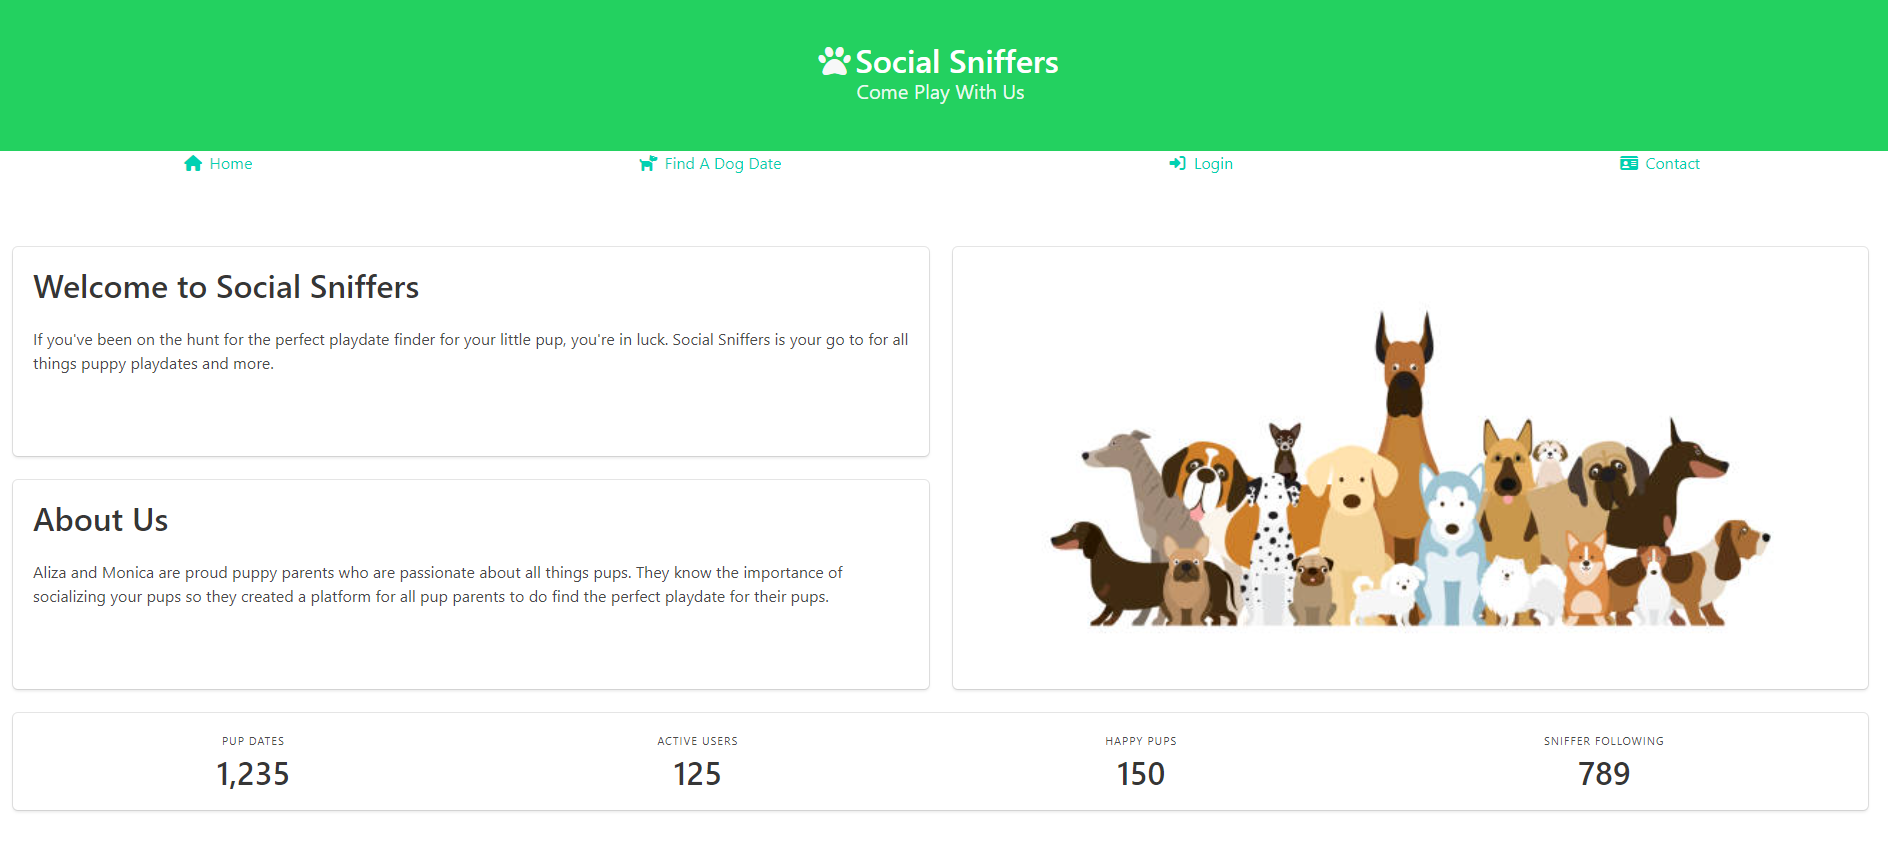 Social Sniffers
Come Play With Us
Home
Find A Dog Date
Login
Contact
Welcome to Social Sniffers
If you've been on the hunt for the perfect playdate finder for your little pup, you're in luck. Social Sniffers is your go to for all
things puppy playdates and more.
About Us
Aliza and Monica are proud puppy parents who are passionate about all things pups. They know the importance of
socializing your pups so they created a platform for all pup parents to do find the perfect playdate for their pups.
PUP DATES
1,235
ACTIVE USERS
125
HAPPY PUPS
150
SNIFFER FOLLOWING
789